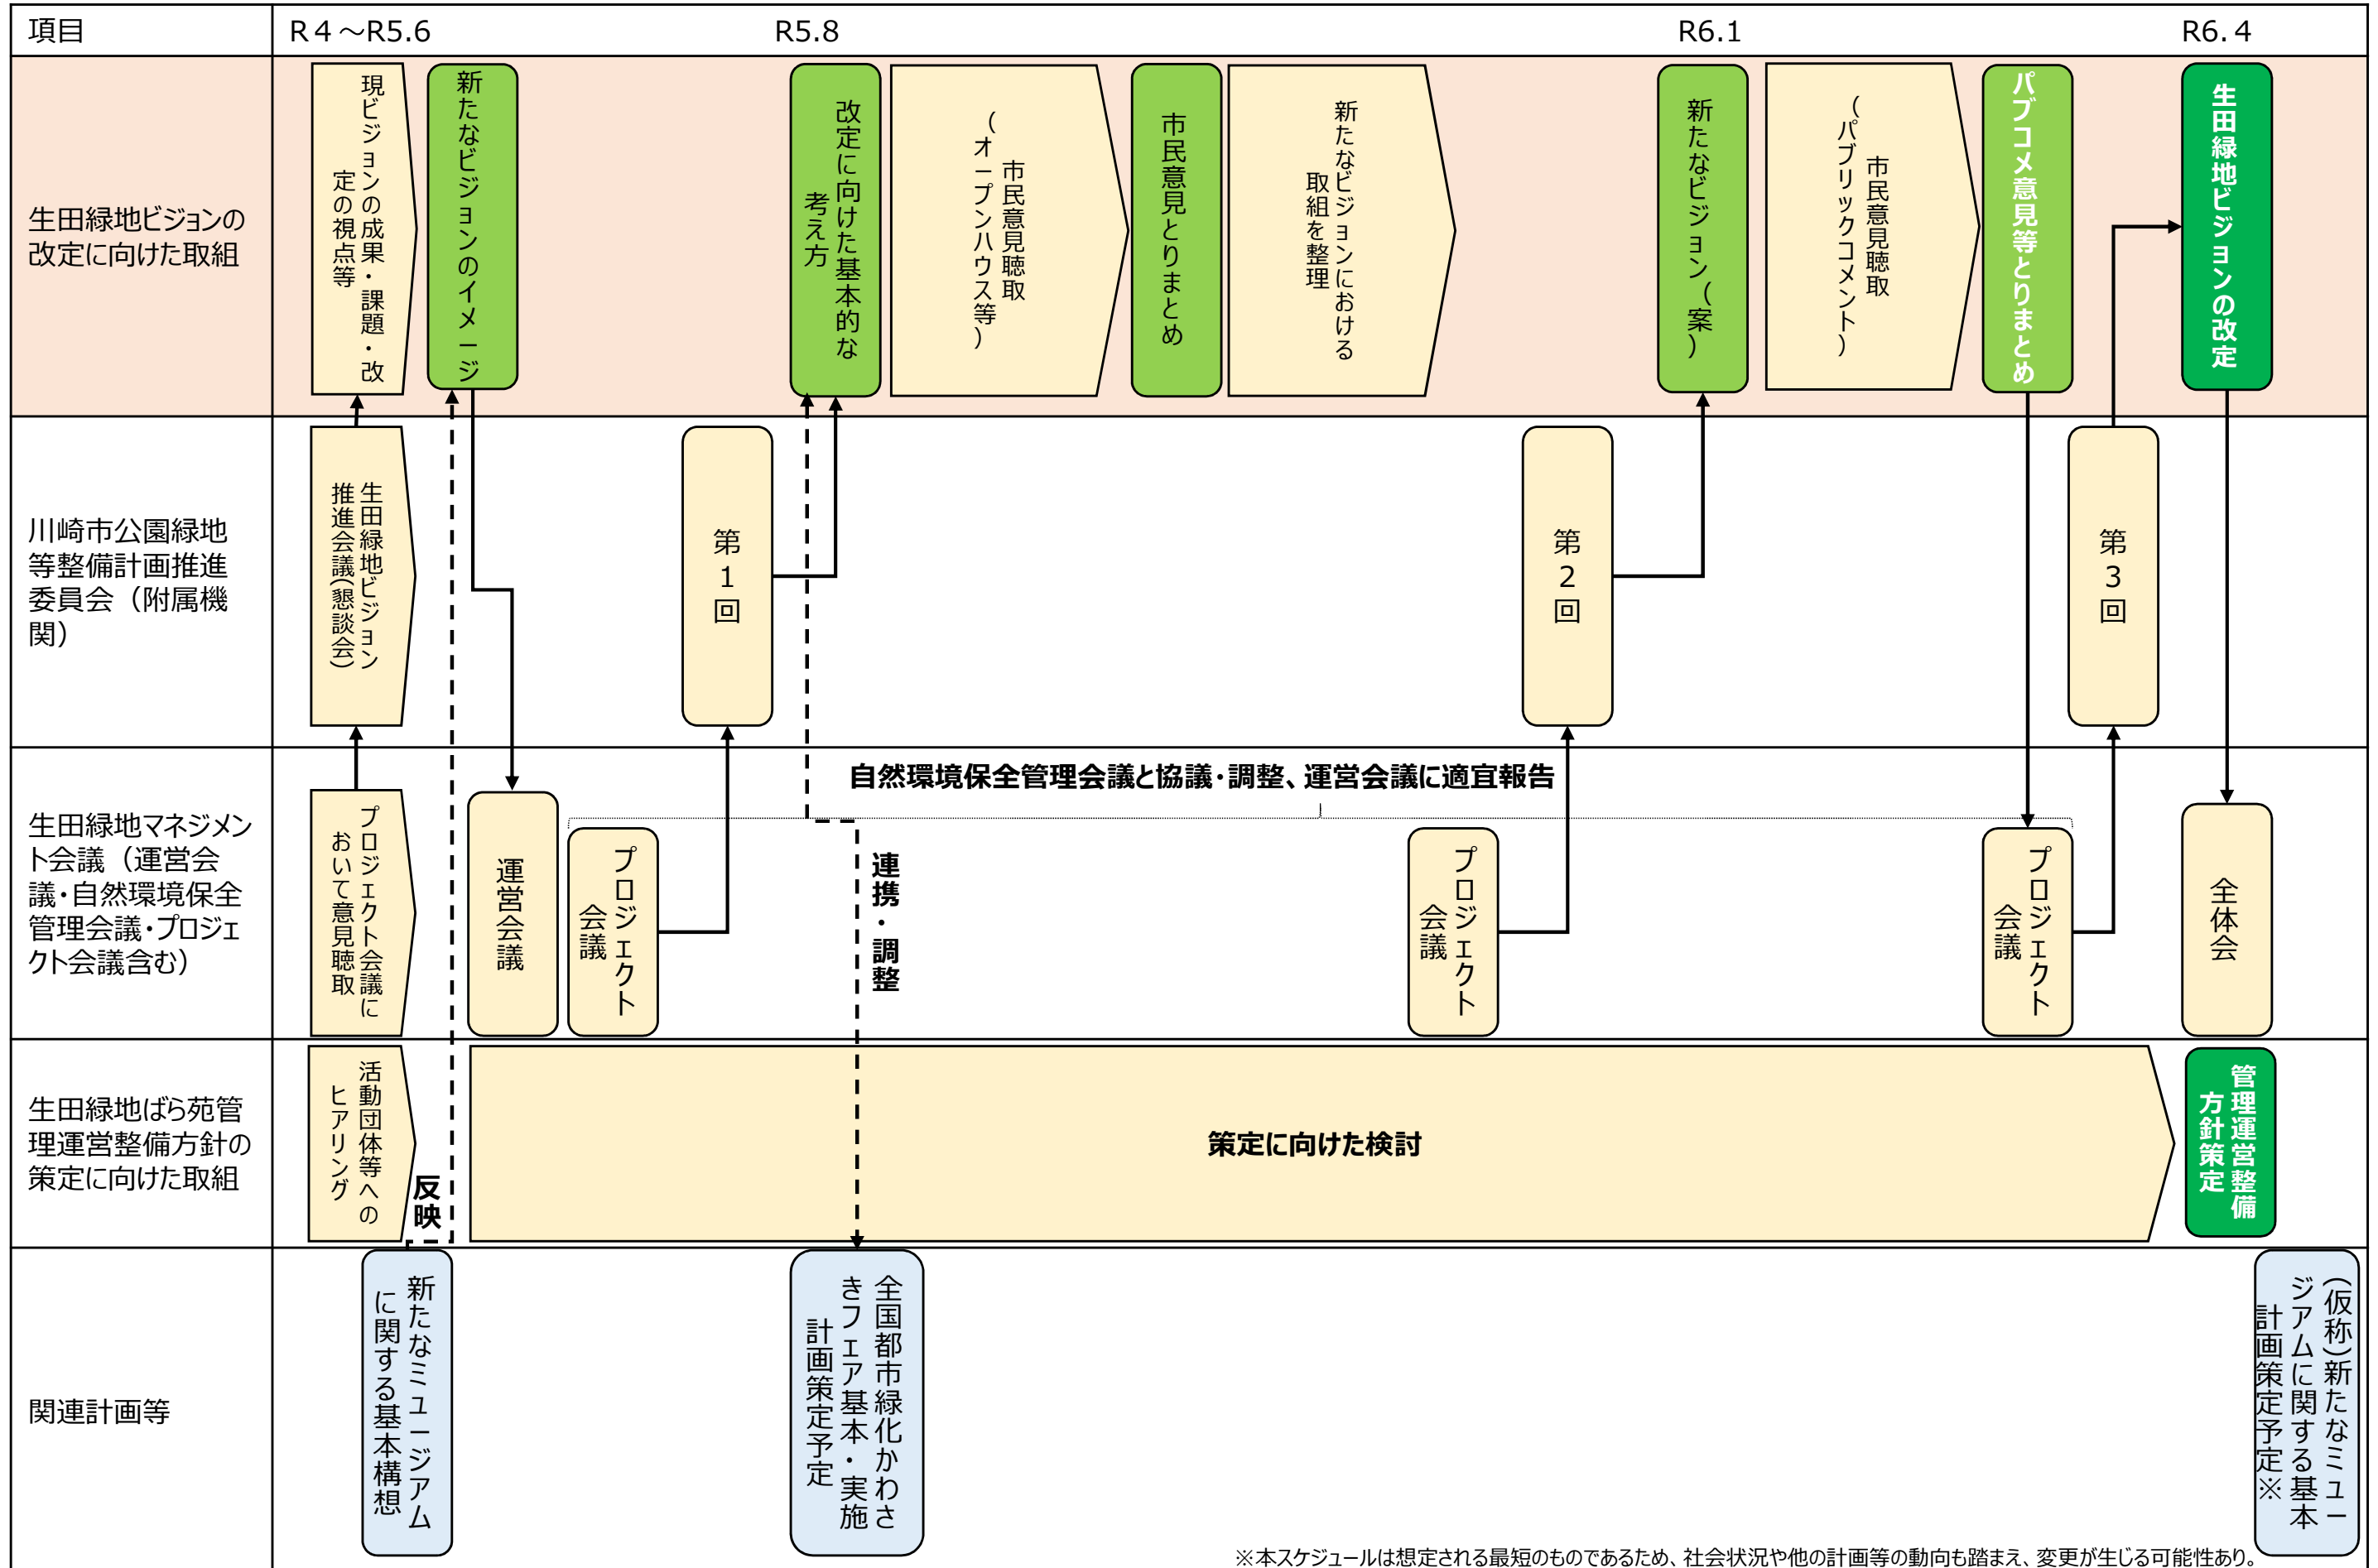 項目
R４～R5.6
R5.8
R6.1
R6.４
生田緑地ビジョンの
改定に向けた取組
現ビジョンの成果・課題・改
定の視点等
新たなビジョンのイメージ
改定に向けた基本的な
考え方
市民意見聴取
（オープンハウス等）
市民意見とりまとめ
新たなビジョンにおける
取組を整理
新たなビジョン（案）
市民意見聴取
（パブリックコメント）
パブコメ意見等とりまとめ
生田緑地ビジョンの改定
川崎市公園緑地
等整備計画推進
委員会（附属機
関）
生田緑地ビジョン
推進会議(懇談会)
第１回
第２回
第３回
生田緑地マネジメン
ト会議（運営会
議・自然環境保全
管理会議・プロジェ
クト会議含む）
プロジェクト会議に
おいて意見聴取
運営会議
プロジェクト
会議
自然環境保全管理会議と協議・調整、運営会議に適宜報告
連携・調整
プロジェクト
会議
プロジェクト
会議
全体会
生田緑地ばら苑管
理運営整備方針の
策定に向けた取組
活動団体等への
ヒアリング
反映
策定に向けた検討
管理運営整備
方針策定
関連計画等
新たなミュージアム
に関する基本構想
全国都市緑化かわさ
きフェア基本・実施
計画策定予定
(仮称)新たなミュー
ジアムに関する基本
計画策定予定※
※本スケジュールは想定される最短のものであるため、社会状況や他の計画等の動向も踏まえ、変更が生じる可能性あり。